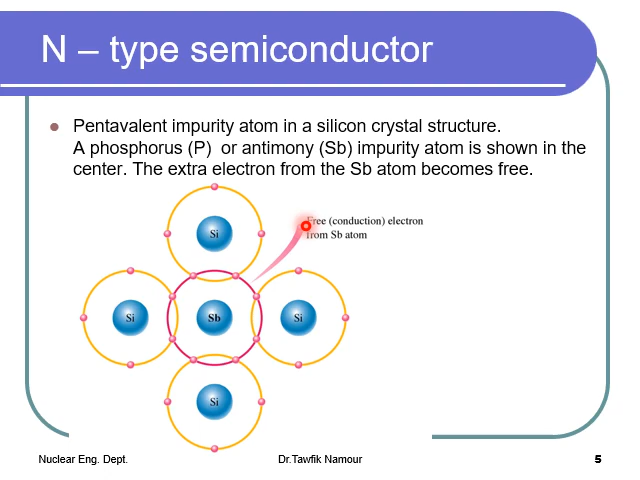 N – type semiconductor
Pentavalent impurity atom in a silicon crystal structure.
A phosphorus (P) or antimony (Sb) impurity atom is shown in the
center. The extra electron from the Sb atom becomes free.
Free (conduction) electron
from Sb atom
Si
Si
Sb
Si
Si
Nuclear Eng. Dept.
Dr.Tawfik Namour
5